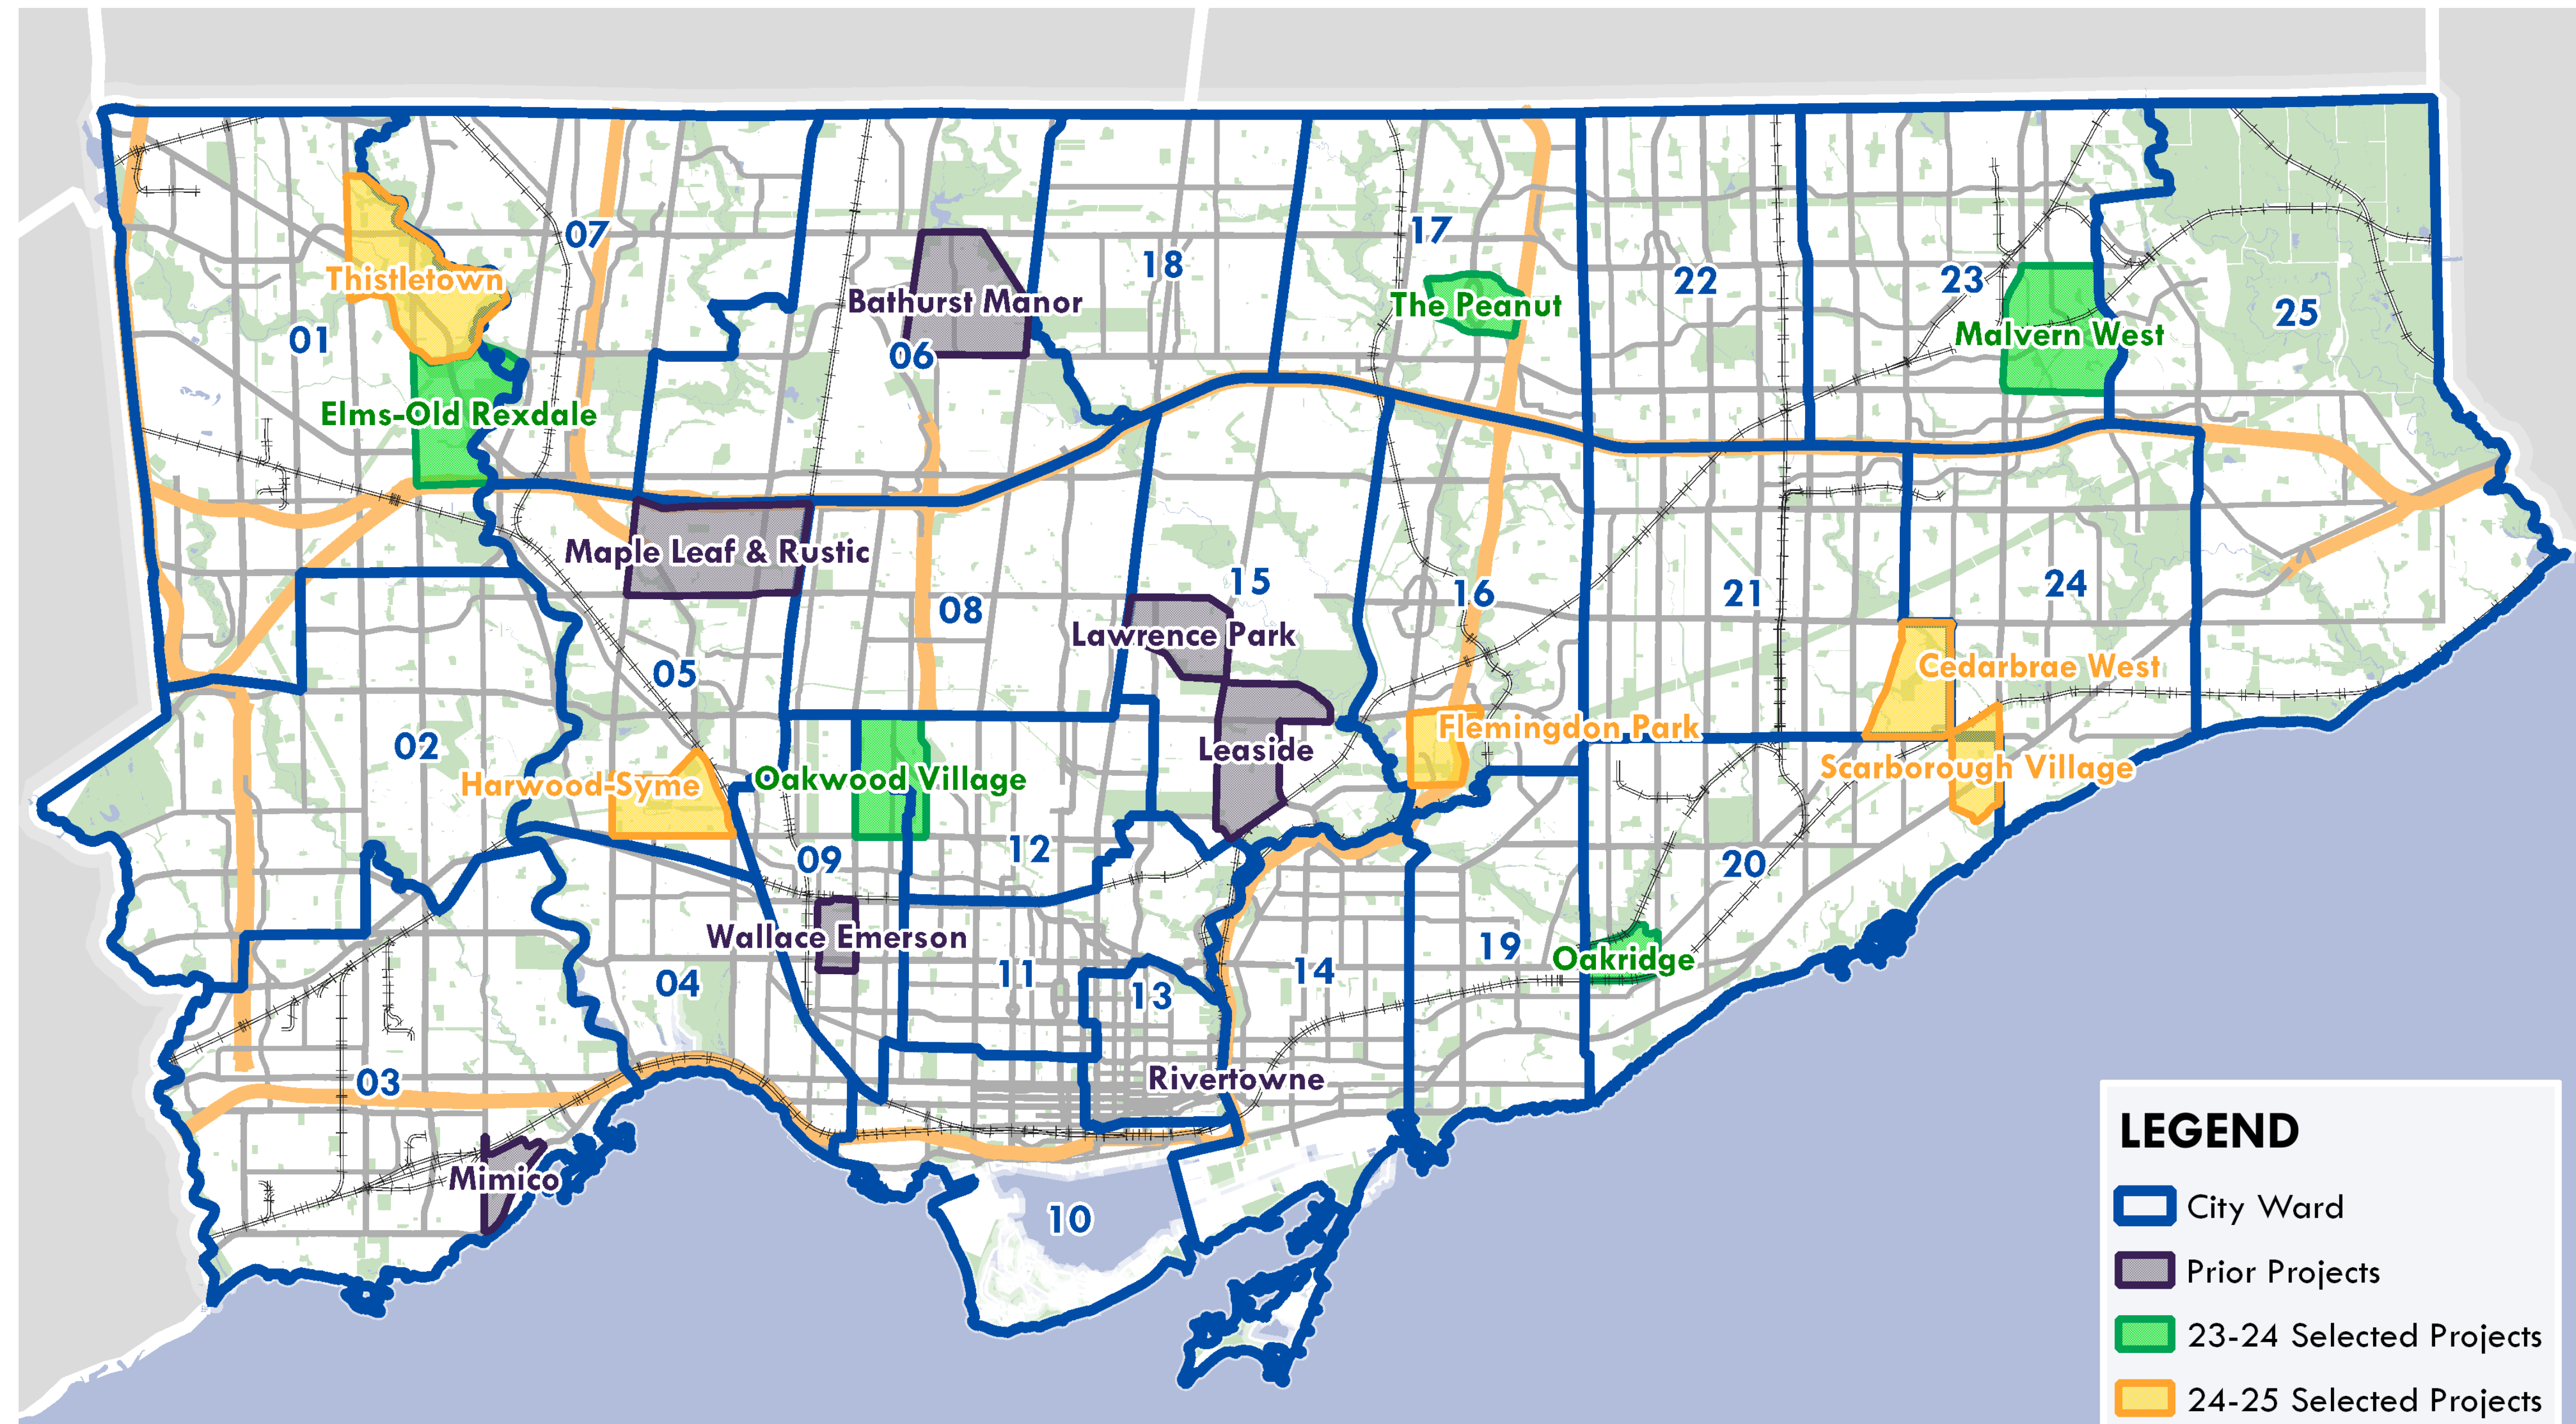 07
17
18
Thistletown
22
23
Bathurst Manor
The Peanut
25
01
06
Malvern West
Elms-Old Rexdale
Maple Leaf & Rustic
15
16
21
24
08
Lawrence Park
05
Cedarbrae West
02
Flemingdon Park
Leaside
Harwood-Syme
Oakwood Village
Scarborough Village
12
09
20
Wallace Emerson
19
Oakridge
11
14
04
13
03
Rivertowne
Mimico
10
LEGEND
City Ward
Prior Projects
23-24 Selected Projects
24-25 Selected Projects